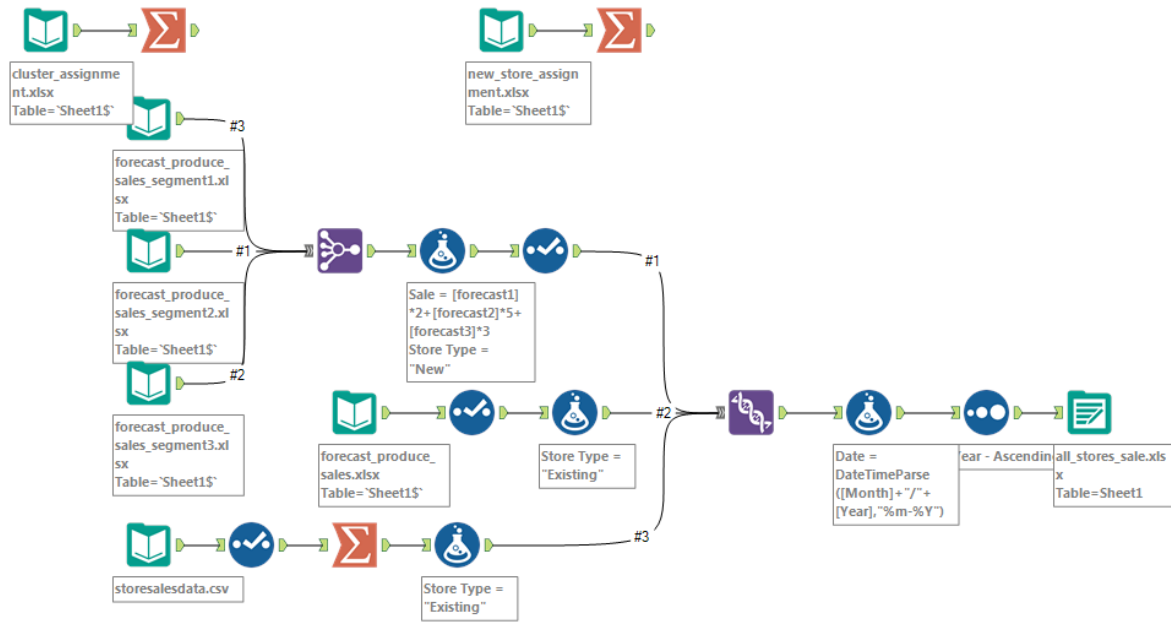 cluster_assignme
nt.xlsx
Table=`Sheet1$`
new_store_assign
ment.xlsx
Table=`Sheet1$`
#3
forecast_produce_
sales_segment1.xl
sx
Table=`Sheet1$`
#1
forecast_produce_
sales_segment2.xl
sx
Table=`Sheet1$`
#2
forecast_produce_
sales_segment3.xl
sx
Table=`Sheet1$`
Sale = [forecast1]
*2+[forecast2]*5+
[forecast3]*3
Store Type =
"New"
#1
forecast_produce_
sales.xlsx
Table=`Sheet1$`
Store Type =
"Existing"
#2
storesalesdata.csv
Store Type =
"Existing"
#3
Date =
DateTimeParse
([Month]+"/"+
[Year],"%m-%Y")
Year - Ascending
all_stores_sale.xls
x
Table=Sheet1